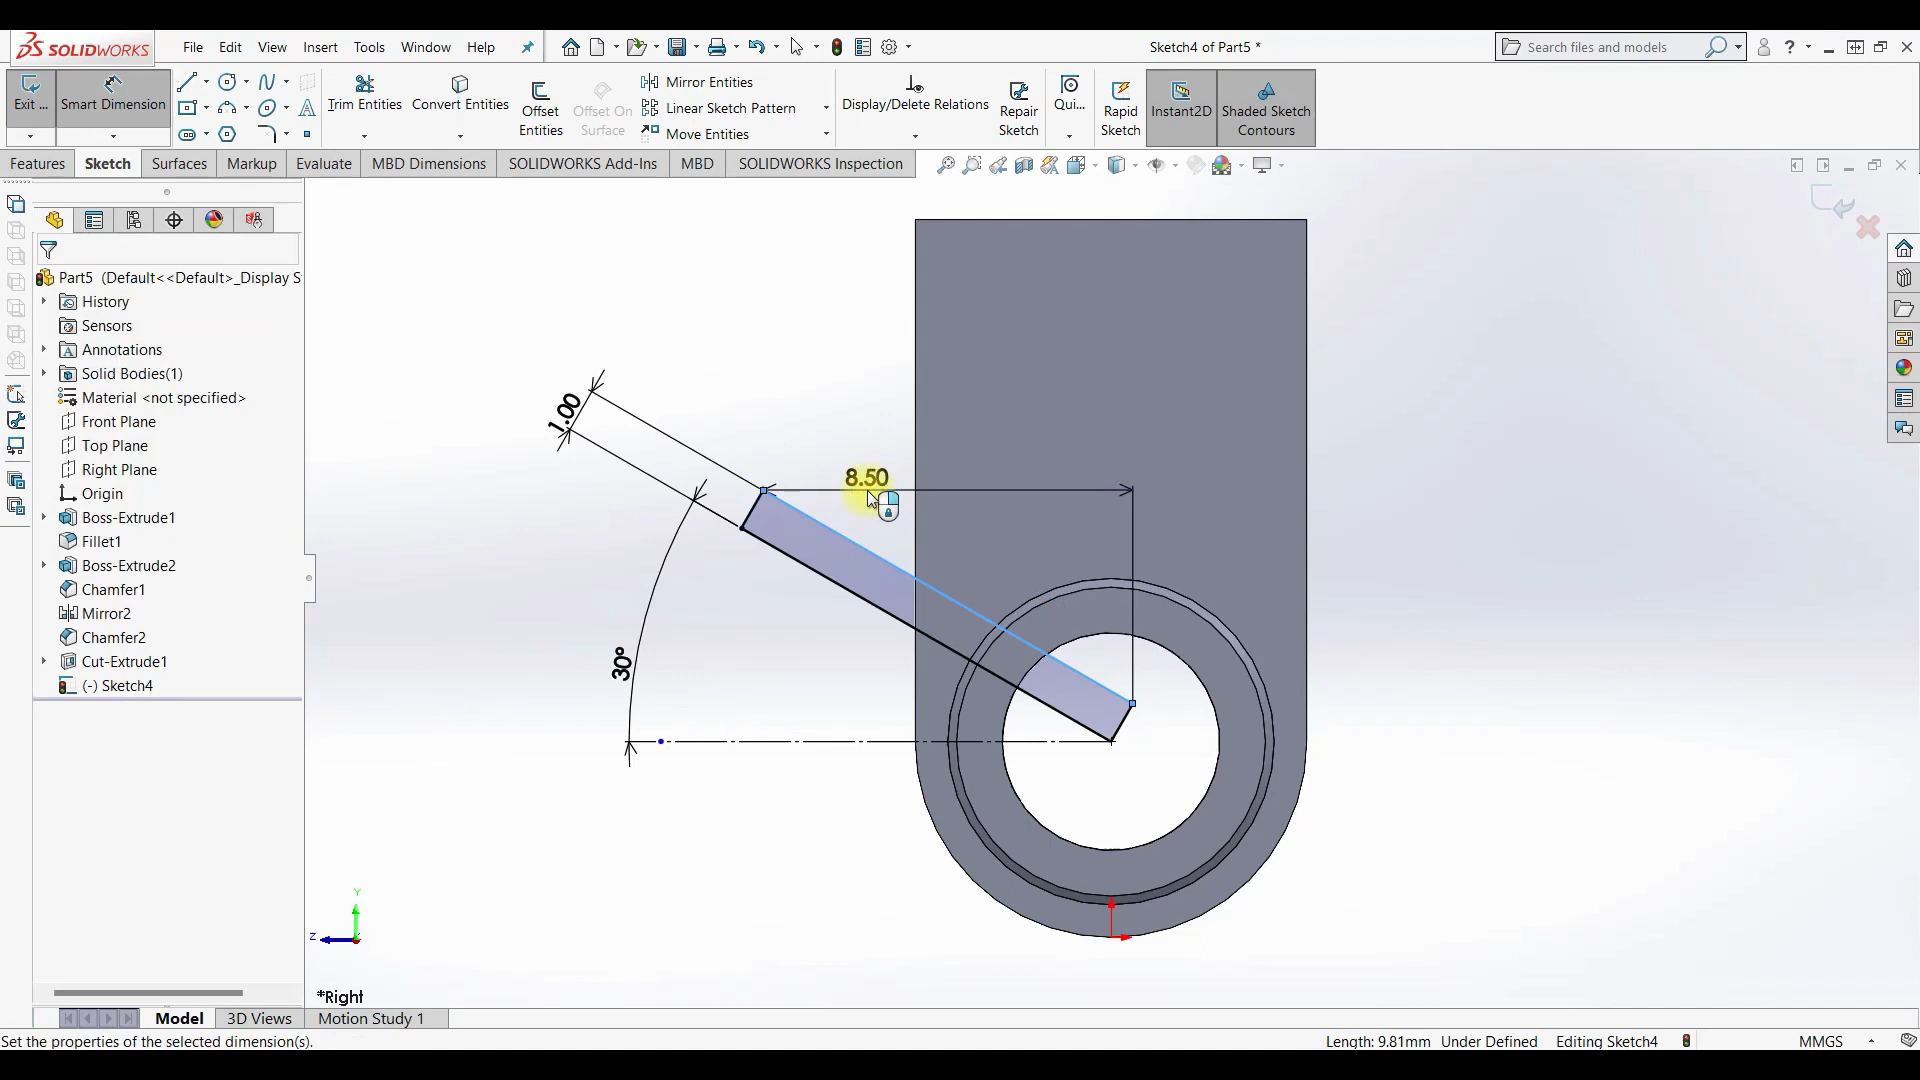 SOLIDWORKS File Edit View Insert Tools Window Help Sketch4 of Part5 * Search files and models
Exit ... Smart Dimension Trim Entities Convert Entities Offset Entities Offset On Surface Mirror Entities Linear Sketch Pattern Move Entities Display/Delete Relations Repair Sketch Qui... Rapid Sketch Instant2D Shaded Sketch Contours
Features Sketch Surfaces Markup Evaluate MBD Dimensions SOLIDWORKS Add-Ins MBD SOLIDWORKS Inspection
Part5 (Default<<Default>_Display S
History
Sensors
Annotations
Solid Bodies(1)
Material <not specified>
Front Plane
Top Plane
Right Plane
Origin
Boss-Extrude1
Fillet1
Boss-Extrude2
Chamfer1
Mirror2
Chamfer2
Cut-Extrude1
(-) Sketch4
1.00
8.50
30°
Y
Z
*Right
Model 3D Views Motion Study 1
Set the properties of the selected dimension(s). Length: 9.81mm Under Defined Editing Sketch4 MMGS